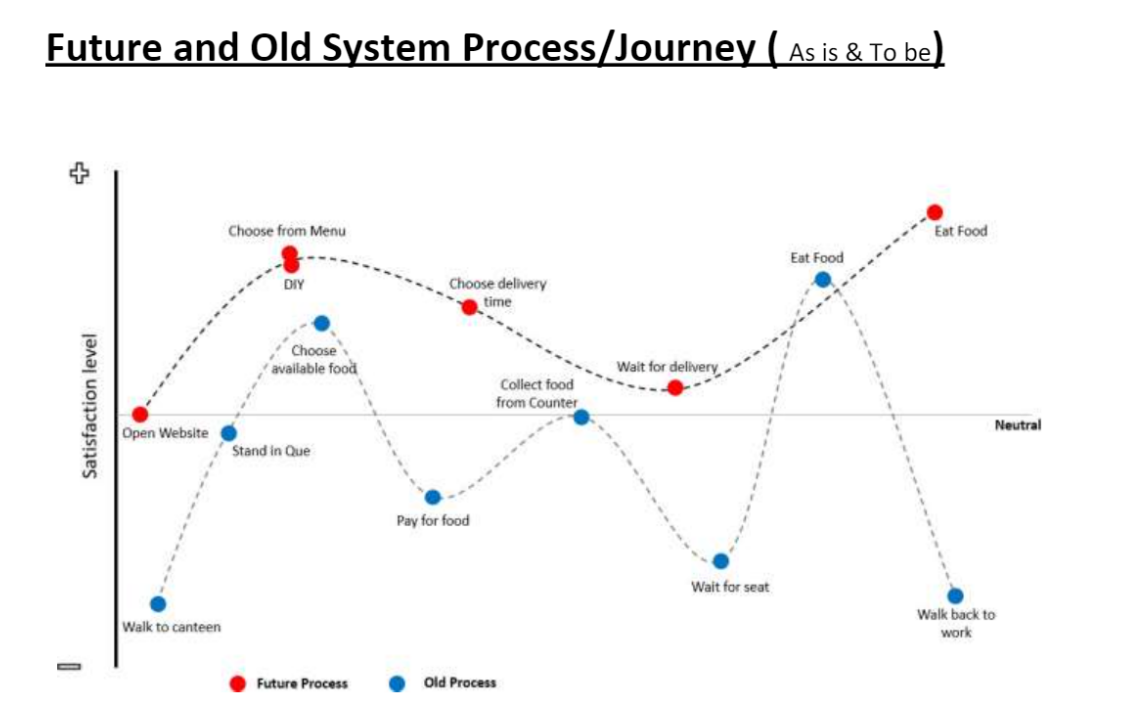 Future and Old System Process/Journey ( As is & To be)
Choose from Menu
DIY
Choose delivery
time
Eat Food
Eat Food
Choose
available food
Wait for delivery
Collect food
from Counter
Open Website
Stand in Que
Neutral
Satisfaction level
Pay for food
Wait for seat
Walk to canteen
Walk back to
work
Future Process
Old Process